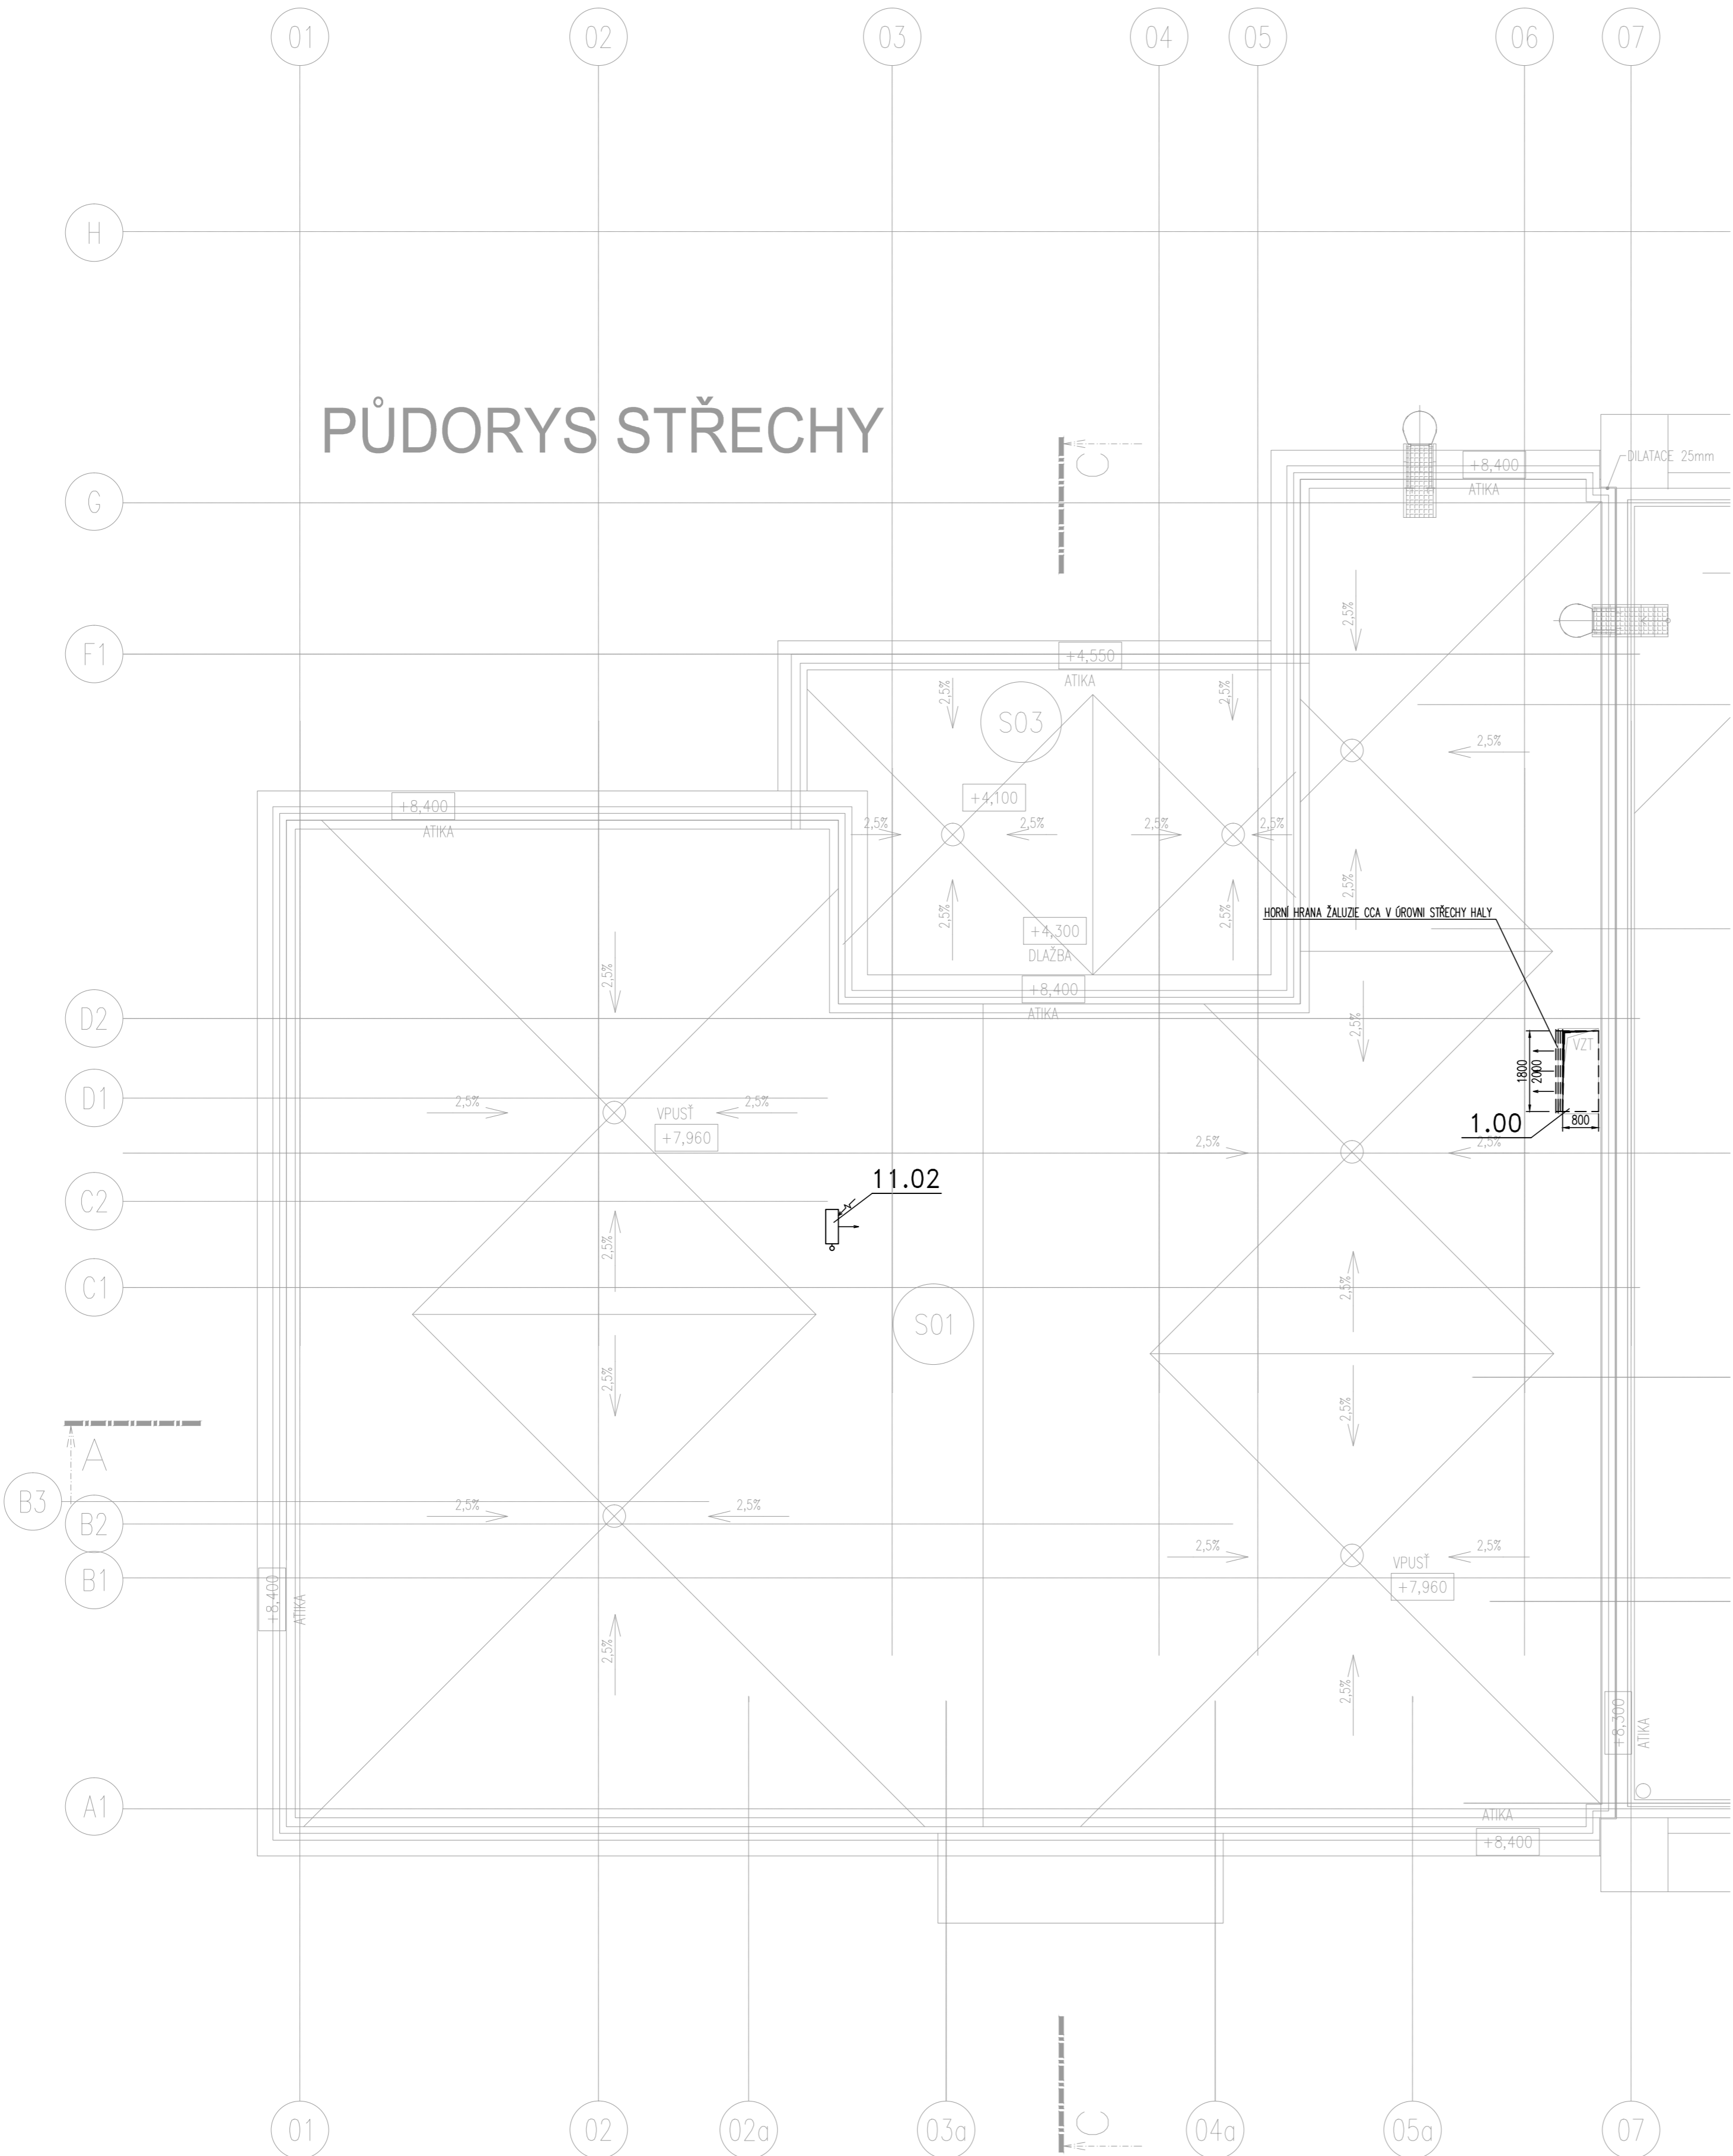 01 02 03 04 05 06 07
H
PŮDORYS STŘECHY
C
+8,400
ATIKA
DILATACE 25mm
G
2,5%
F1
+4,550
ATIKA
2,5% 2,5%
S03
2,5%
+4,100
+8,400
ATIKA
2,5% 2,5% 2,5% 2,5%
2,5% 2,5% 2,5%
HORNÍ HRANA ŽALUZIE CCA V ÚROVNI STŘECHY HALY
+4,300
DLAŽBA
2,5%
+8,400
ATIKA
D2
2,5%
VZT
1800
2000
D1
2,5% 2,5%
VPUSŤ
+7,960
1.00
800
2,5% 2,5%
11.02
C2
2,5%
C1
2,5%
S01
2,5% 2,5%
A
B3
2,5% 2,5%
B2
2,5% 2,5%
VPUSŤ
+7,960
B1
+8,400
ATIKA
2,5%
2,5%
+8,300
ATIKA
A1
ATIKA
+8,400
C
01 02 02a 03a 04a 05a 07